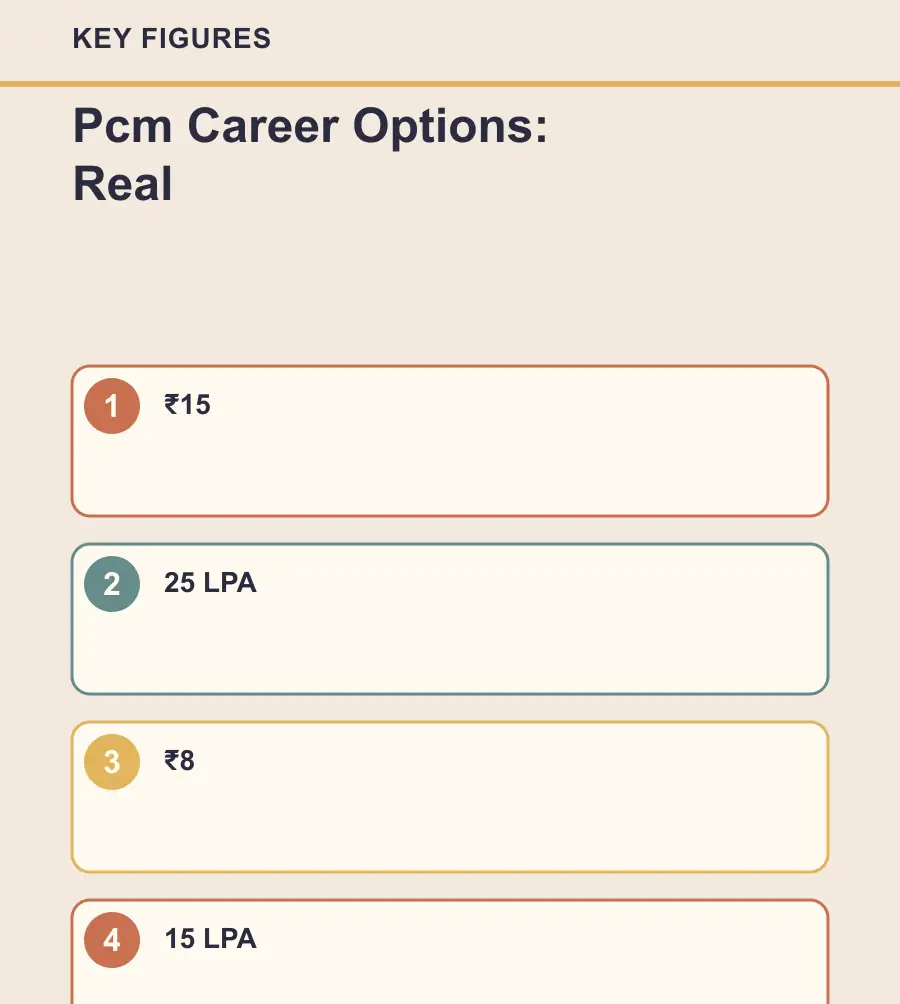 KEY FIGURES
Pcm Career Options:
Real
1 ₹15
2 25 LPA
3 ₹8
4 15 LPA